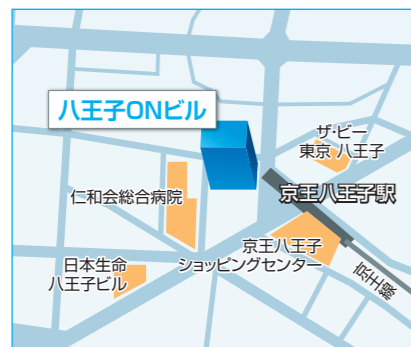 八王子ONビル
ザ・ビー
東京 八王子
仁和会総合病院
京王八王子駅
京王八王子
ショッピングセンター
日本生命
八王子ビル
京王線